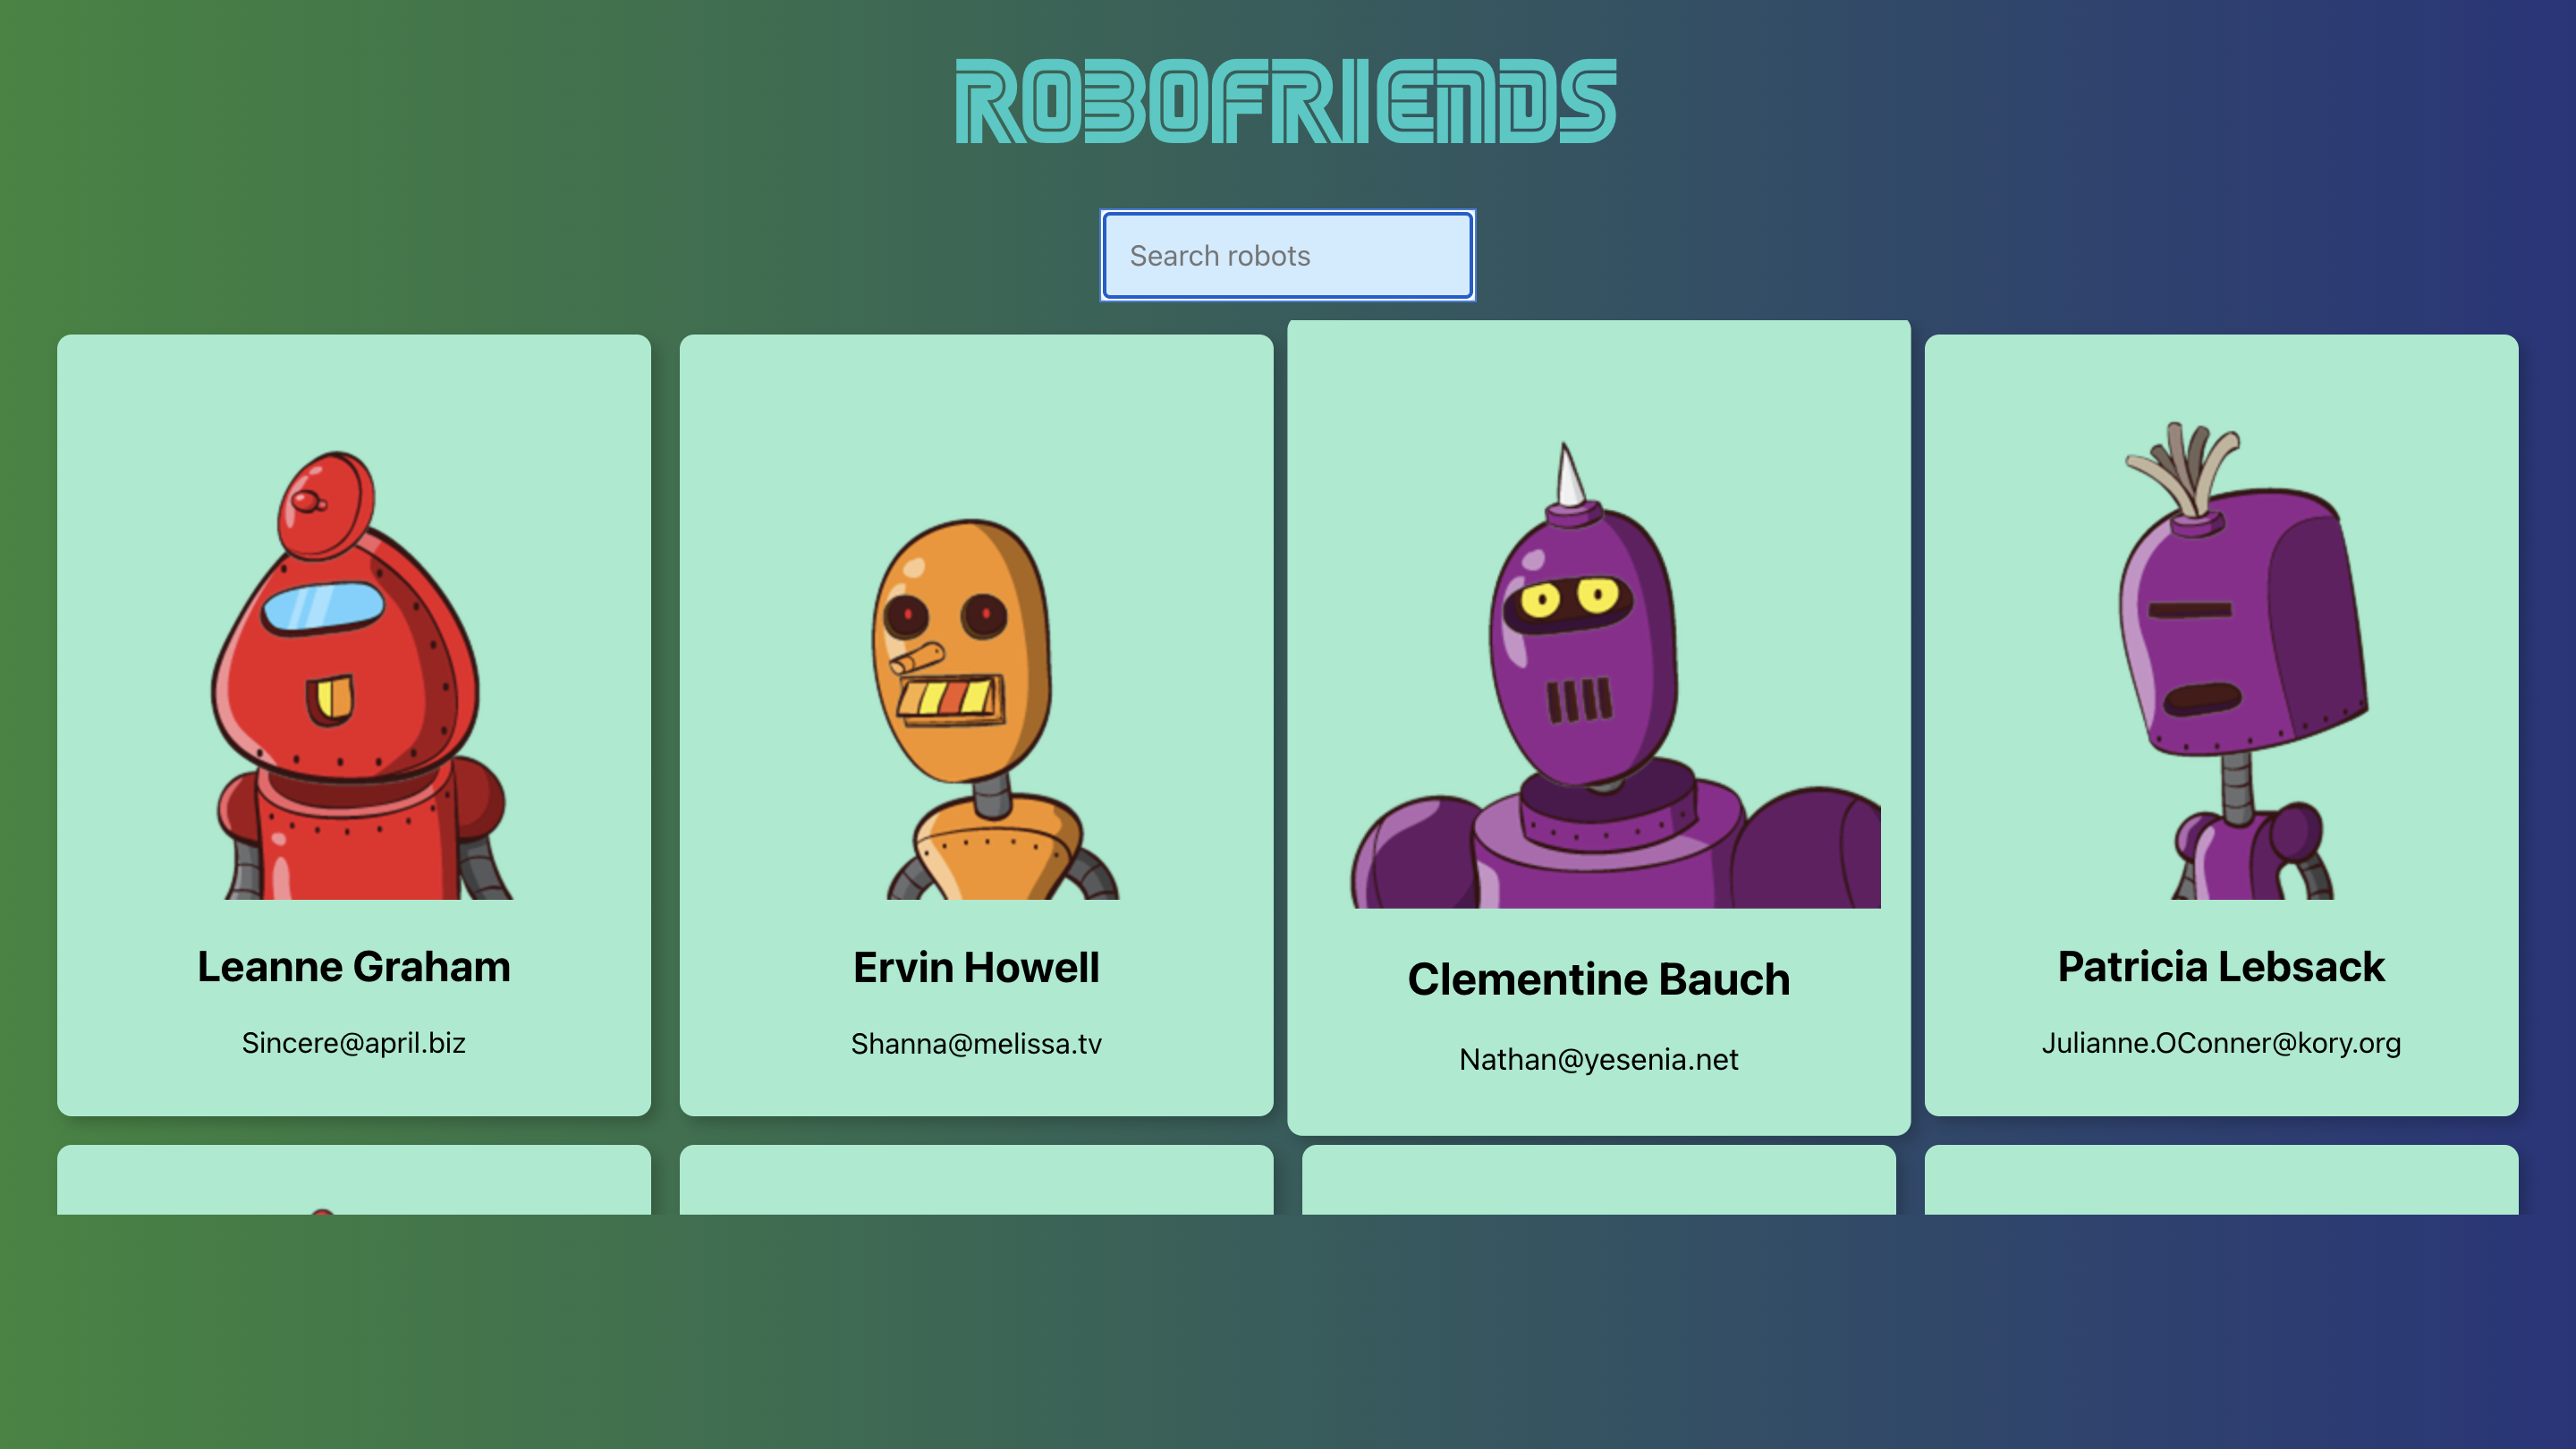 ROBOFRIENDS
Search robots
Leanne Graham
Sincere@april.biz
Ervin Howell
Shanna@melissa.tv
Clementine Bauch
Nathan@yesenia.net
Patricia Lebsack
Julianne.OConner@kory.org